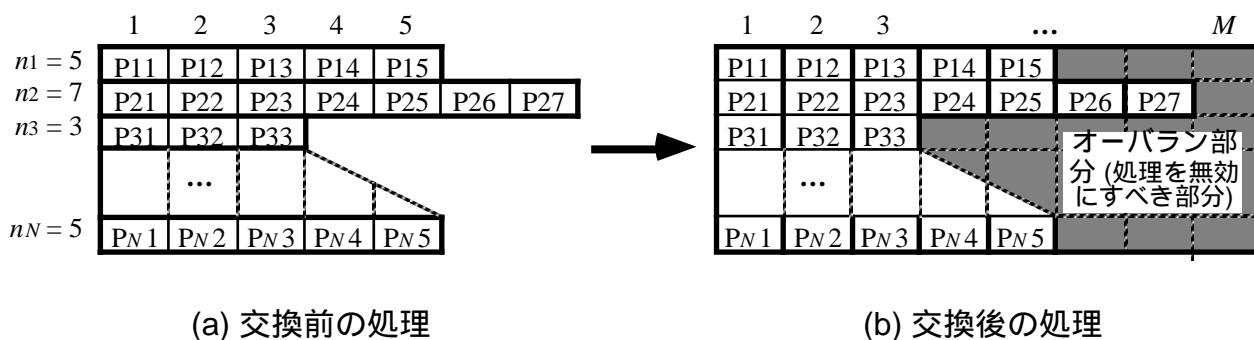 1 2 3 4 5
n1 = 5 P11 P12 P13 P14 P15
n2 = 7 P21 P22 P23 P24 P25 P26 P27
n3 = 3 P31 P32 P33
...
nN = 5 PN1 PN2 PN3 PN4 PN5
(a) 交換前の処理
1 2 3 ... M
P11 P12 P13 P14 P15
P21 P22 P23 P24 P25 P26 P27
P31 P32 P33
オーバラン部
分 (処理を無効
にすべき部分)
...
PN1 PN2 PN3 PN4 PN5
(b) 交換後の処理